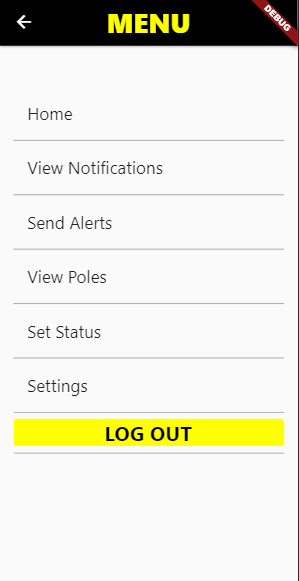 MENU
DEBUG
Home
View Notifications
Send Alerts
View Poles
Set Status
Settings
LOG OUT